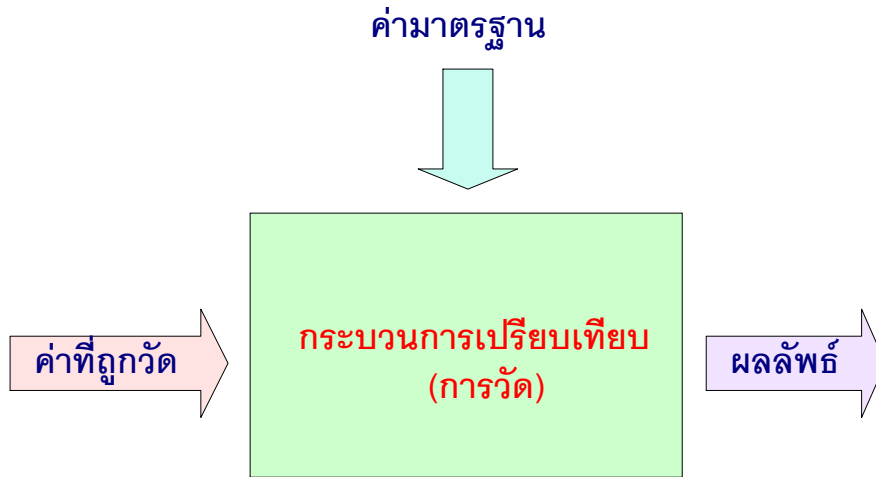 ค่ามาตรฐาน
ค่าที่ถูกวัด
กระบวนการเปรียบเทียบ
(การวัด)
ผลลัพธ์